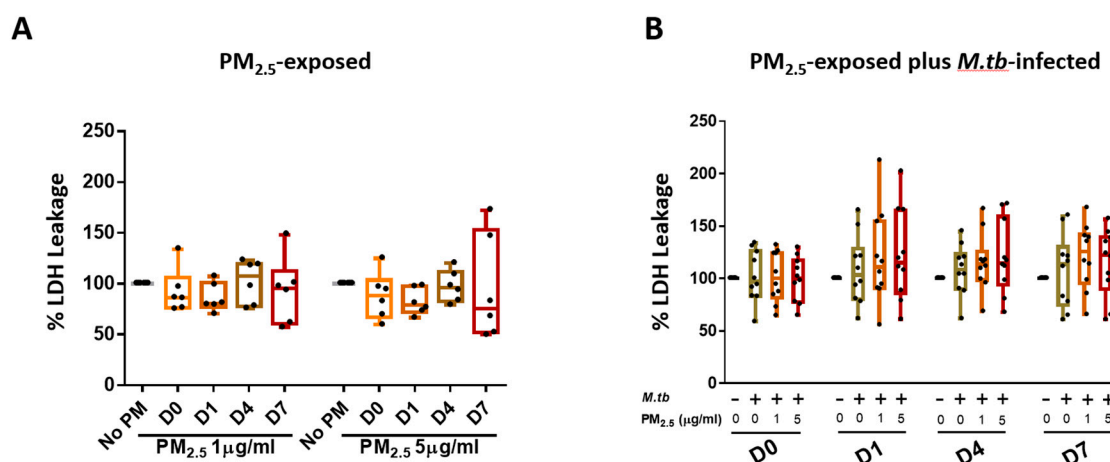 A
PM2.5-exposed
% LDH Leakage
250
200
150
100
50
0
No PM D0 D1 D4 D7 No PM D0 D1 D4 D7
PM2.5 1μg/ml PM2.5 5μg/ml
B
PM2.5-exposed plus M.tb-infected
% LDH Leakage
250
200
150
100
50
0
M.tb - + + + - + + + - + + + - + + +
PM2.5 (μg/ml) 0 0 1 5 0 0 1 5 0 0 1 5 0 0 1 5
D0 D1 D4 D7